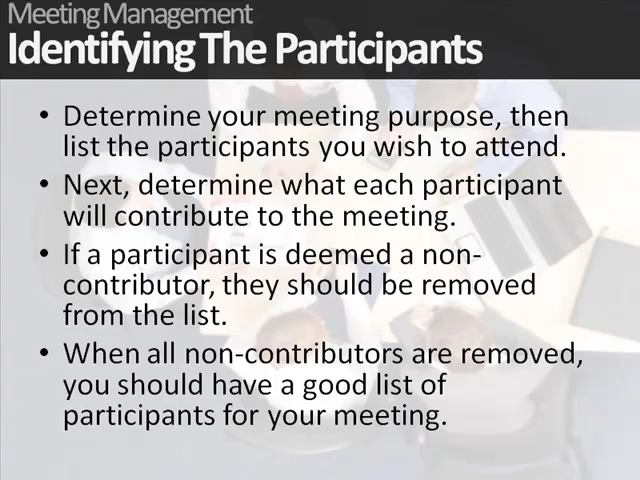 Meeting Management
Identifying The Participants
• Determine your meeting purpose, then
list the participants you wish to attend.
• Next, determine what each participant
will contribute to the meeting.
• If a participant is deemed a non-
contributor, they should be removed
from the list.
• When all non-contributors are removed,
you should have a good list of
participants for your meeting.